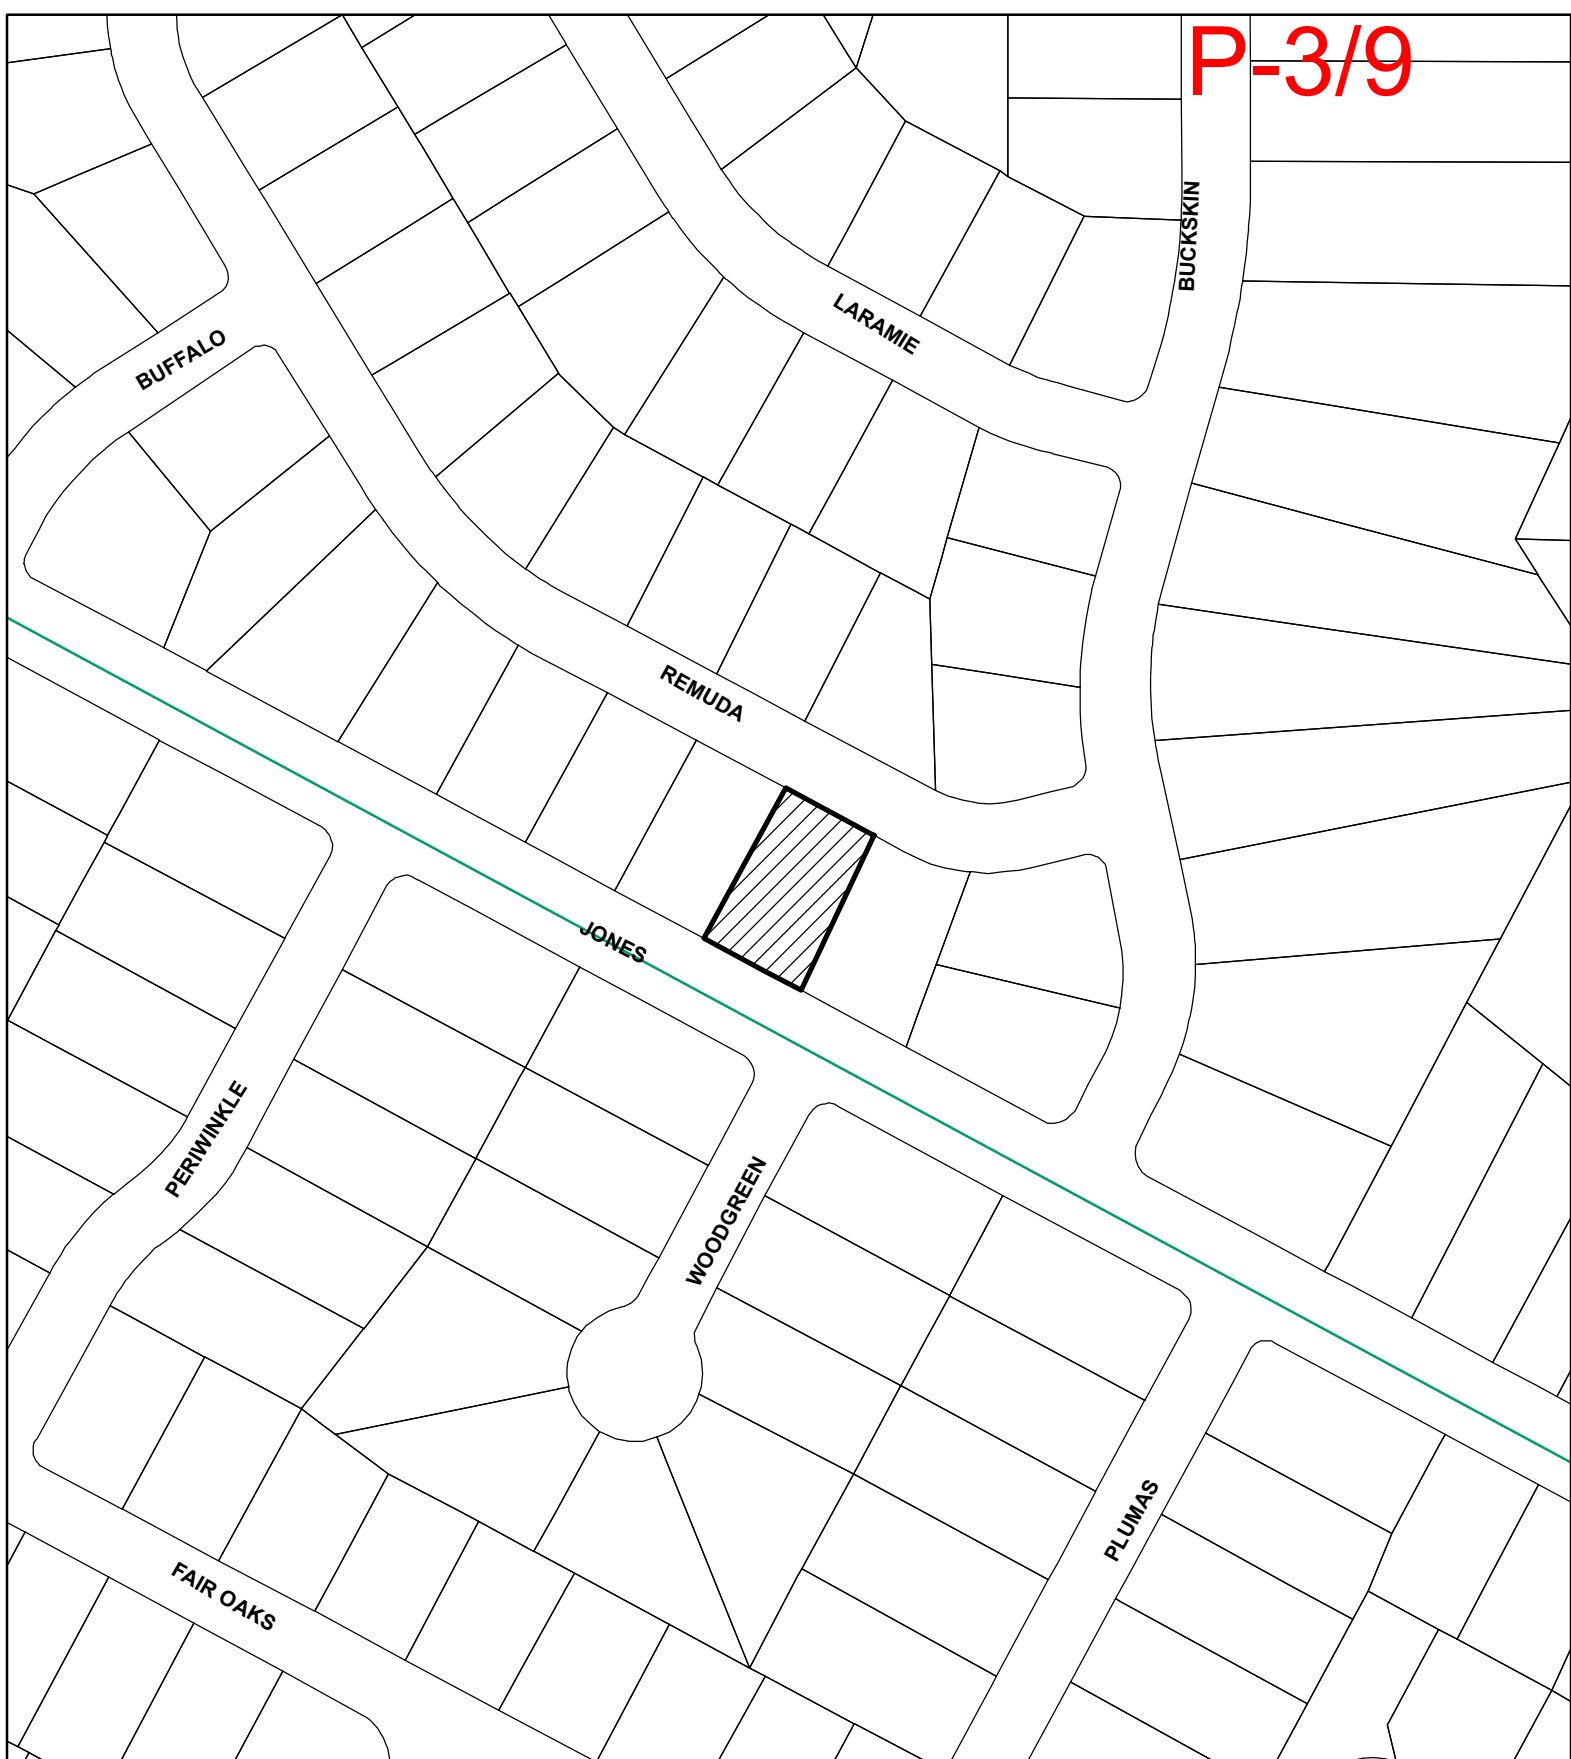 P-3/9
BUCKSKIN
LARAMIE
BUFFALO
REMUDA
JONES
PERIWINKLE
WOODGREEN
PLUMAS
FAIR OAKS